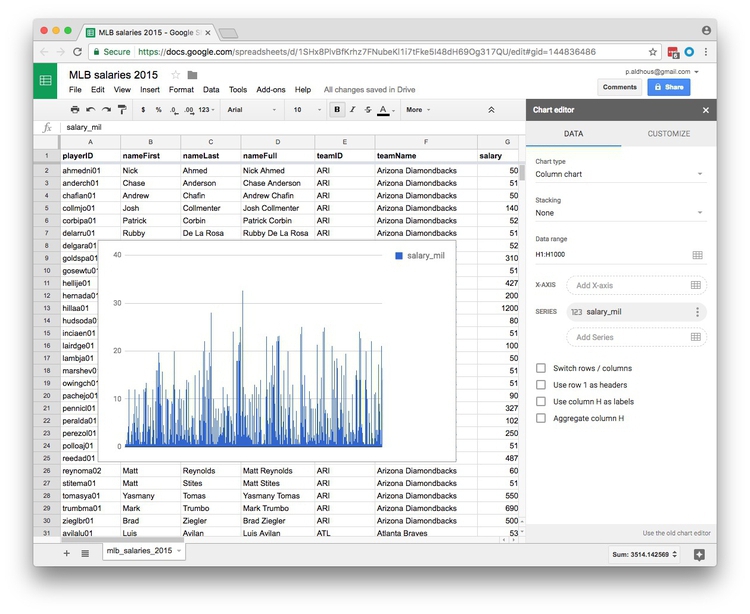 MLB salaries 2015 - Google S
Secure https://docs.google.com/spreadsheets/d/1SHx8PlvBfKrhz7FNubeKl1i7tFke5I48dH69Og317QU/edit#gid=144836486
MLB salaries 2015
p.aldhous@gmail.com
File Edit View Insert Format Data Tools Add-ons Help All changes saved in Drive
Comments Share
$ % .0 .00 123 Arial 10 B I S A More
Chart editor
fx salary_mil
DATA CUSTOMIZE
A B C D E F G
1 playerID nameFirst nameLast nameFull teamID teamName salary
2 ahmedni01 Nick Ahmed Nick Ahmed ARI Arizona Diamondbacks 50
3 anderch01 Chase Anderson Chase Anderson ARI Arizona Diamondbacks 51
4 chafian01 Andrew Chafin Andrew Chafin ARI Arizona Diamondbacks 50
5 collmjo01 Josh Collmenter Josh Collmenter ARI Arizona Diamondbacks 140
6 corbipa01 Patrick Corbin Patrick Corbin ARI Arizona Diamondbacks 52
7 delarru01 Rubby De La Rosa Rubby De La Rosa ARI Arizona Diamondbacks 51
8 delgara01 52
9 goldspa01 310
10 gosewtu0 51
11 hellije01 427
12 hernada0 200
13 hillaa01 1200
14 hudsoda0 80
15 inciaen01 51
16 lairdge01 100
17 lambja01 50
18 marshev0 51
19 owingch01 51
20 pachejo01 90
21 pennicl01 327
22 peralda01 102
23 perezol01 250
24 polloaj01 51
25 reedad01 487
26 reynoma02 Matt Reynolds Matt Reynolds ARI Arizona Diamondbacks 60
27 stitema01 Matt Stites Matt Stites ARI Arizona Diamondbacks 51
28 tomasya01 Yasmany Tomas Yasmany Tomas ARI Arizona Diamondbacks 550
29 trumbma01 Mark Trumbo Mark Trumbo ARI Arizona Diamondbacks 690
30 zieglbr01 Brad Ziegler Brad Ziegler ARI Arizona Diamondbacks 500
31 avilalu01 Luis Avilan Luis Avilan ATL Atlanta Braves 53
40
30
20
10
0
salary_mil
Chart type
Column chart
Stacking
None
Data range
H1:H1000
X-AXIS Add X-axis
SERIES 123 salary_mil
Add Series
Switch rows / columns
Use row 1 as headers
Use column H as labels
Aggregate column H
Use the old chart editor
mlb_salaries_2015
Sum: 3514.142569